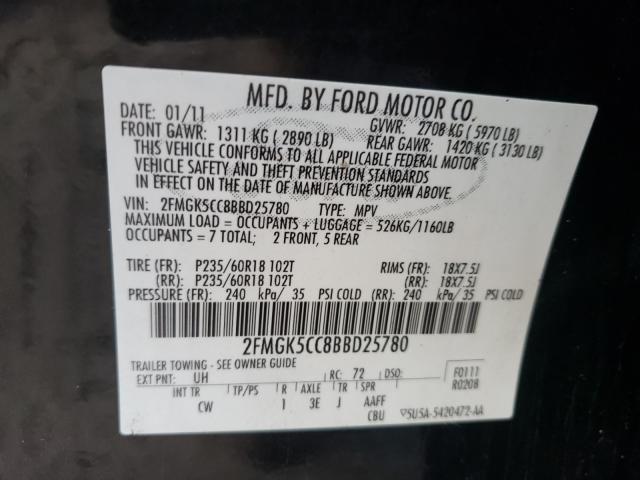 MFD. BY FORD MOTOR CO.
DATE: 01/11 GVWR: 2708 KG ( 5970 LB)
FRONT GAWR: 1311 KG ( 2890 LB) REAR GAWR: 1420 KG ( 3130 LB)
THIS VEHICLE CONFORMS TO ALL APPLICABLE FEDERAL MOTOR
VEHICLE SAFETY AND THEFT PREVENTION STANDARDS
IN EFFECT ON THE DATE OF MANUFACTURE SHOWN ABOVE.
VIN: 2FMGK5CC8BBD25780 TYPE: MPV
MAXIMUM LOAD = OCCUPANTS + LUGGAGE = 526KG/1160LB
OCCUPANTS = 7 TOTAL; 2 FRONT, 5 REAR
TIRE (FR): P235/60R18 102T RIMS (FR): 18X7.5J
(RR): P235/60R18 102T (RR): 18X7.5J
PRESSURE (FR): 240 kPa/ 35 PSI COLD (RR): 240 kPa/ 35 PSI COLD
2FMGK5CC8BBD25780
TRAILER TOWING - SEE OWNER GUIDE
EXT PNT: UH RC: 72 DSO: F0111
INT TR TP/PS R AXLE TR SPR R0208
CW 1 3E J AAFF
CBU 5U5A-5420472-AA